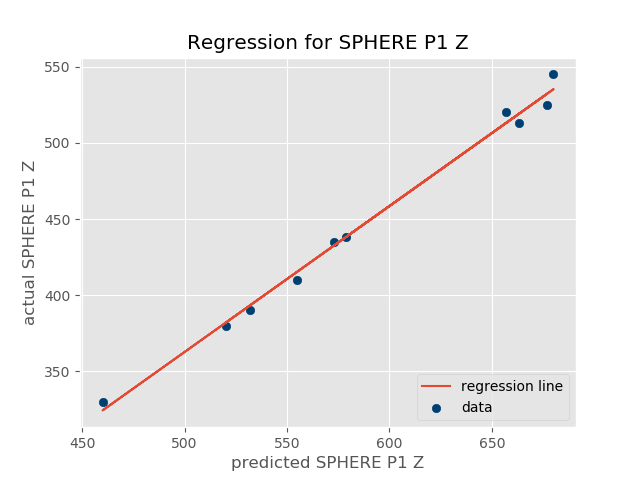 Regression for SPHERE P1 Z
550
500
450
400
350
actual SPHERE P1 Z
regression line
data
450 500 550 600 650
predicted SPHERE P1 Z